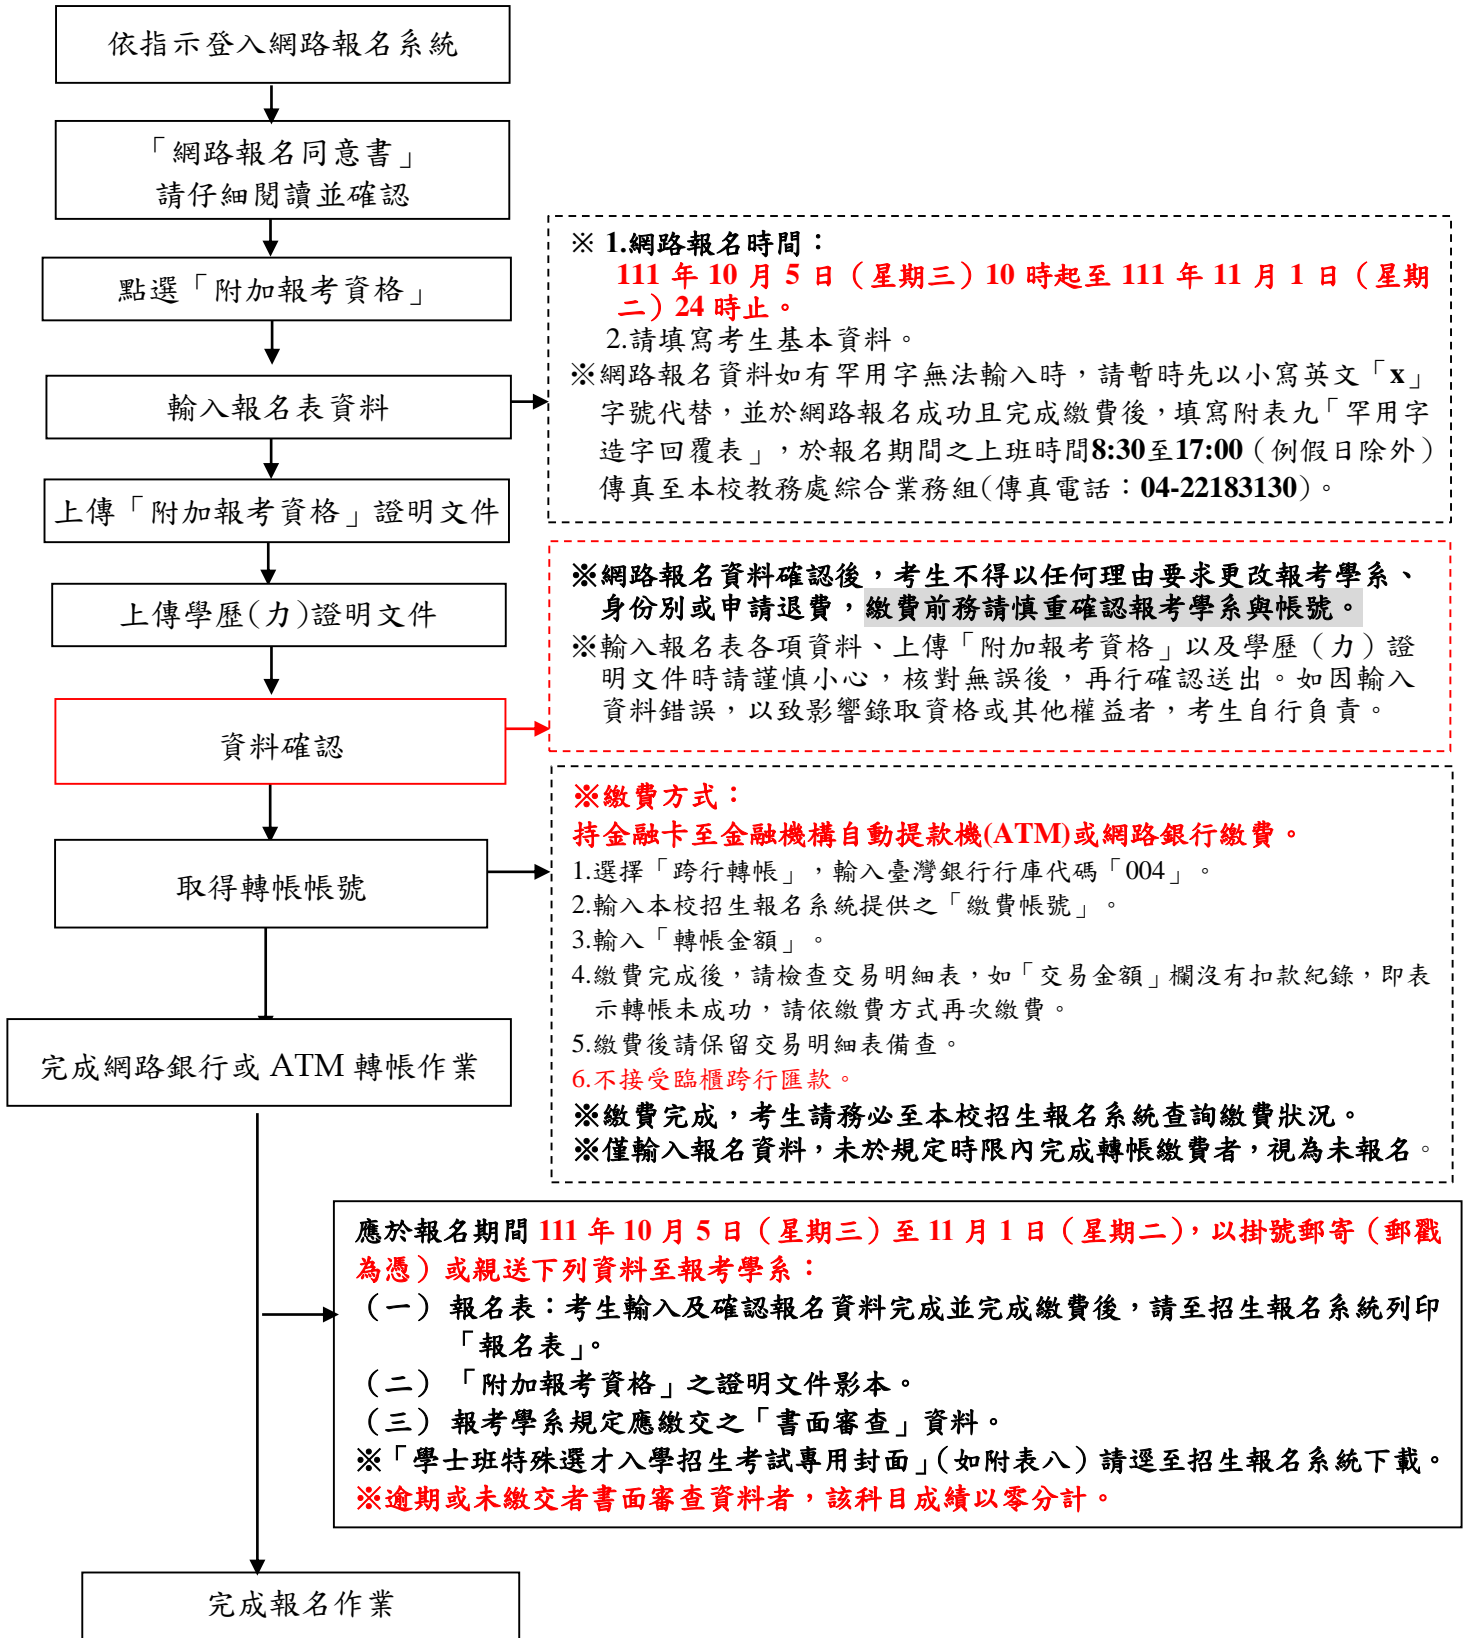 依指示登入網路報名系統
「網路報名同意書」
請仔細閱讀並確認
點選「附加報考資格」
輸入報名表資料
※ 1.網路報名時間：
111 年 10 月 5 日（星期三）10 時起至 111 年 11 月 1 日（星期
二）24 時止。
2.請填寫考生基本資料。
※網路報名資料如有罕用字無法輸入時，請暫時先以小寫英文「x」
字號代替，並於網路報名成功且完成繳費後，填寫附表九「罕用字
造字回覆表」，於報名期間之上班時間8:30至17:00（例假日除外）
傳真至本校教務處綜合業務組(傳真電話：04-22183130)。
上傳「附加報考資格」證明文件
上傳學歷(力)證明文件
資料確認
※網路報名資料確認後，考生不得以任何理由要求更改報考學系、
身份別或申請退費，繳費前務請慎重確認報考學系與帳號。
※輸入報名表各項資料、上傳「附加報考資格」以及學歷（力）證
明文件時請謹慎小心，核對無誤後，再行確認送出。如因輸入
資料錯誤，以致影響錄取資格或其他權益者，考生自行負責。
取得轉帳帳號
※繳費方式：
持金融卡至金融機構自動提款機(ATM)或網路銀行繳費。
1.選擇「跨行轉帳」，輸入臺灣銀行行庫代碼「004」。
2.輸入本校招生報名系統提供之「繳費帳號」。
3.輸入「轉帳金額」。
4.繳費完成後，請檢查交易明細表，如「交易金額」欄沒有扣款紀錄，即表
示轉帳未成功，請依繳費方式再次繳費。
5.繳費後請保留交易明細表備查。
6.不接受臨櫃跨行匯款。
※繳費完成，考生請務必至本校招生報名系統查詢繳費狀況。
※僅輸入報名資料，未於規定時限內完成轉帳繳費者，視為未報名。
完成網路銀行或 ATM 轉帳作業
應於報名期間 111 年 10 月 5 日（星期三）至 11 月 1 日（星期二），以掛號郵寄（郵戳
為憑）或親送下列資料至報考學系：
（一） 報名表：考生輸入及確認報名資料完成並完成繳費後，請至招生報名系統列印
「報名表」。
（二） 「附加報考資格」之證明文件影本。
（三） 報考學系規定應繳交之「書面審查」資料。
※「學士班特殊選才入學招生考試專用封面」（如附表八）請逕至招生報名系統下載。
※逾期或未繳交者書面審查資料者，該科目成績以零分計。
完成報名作業